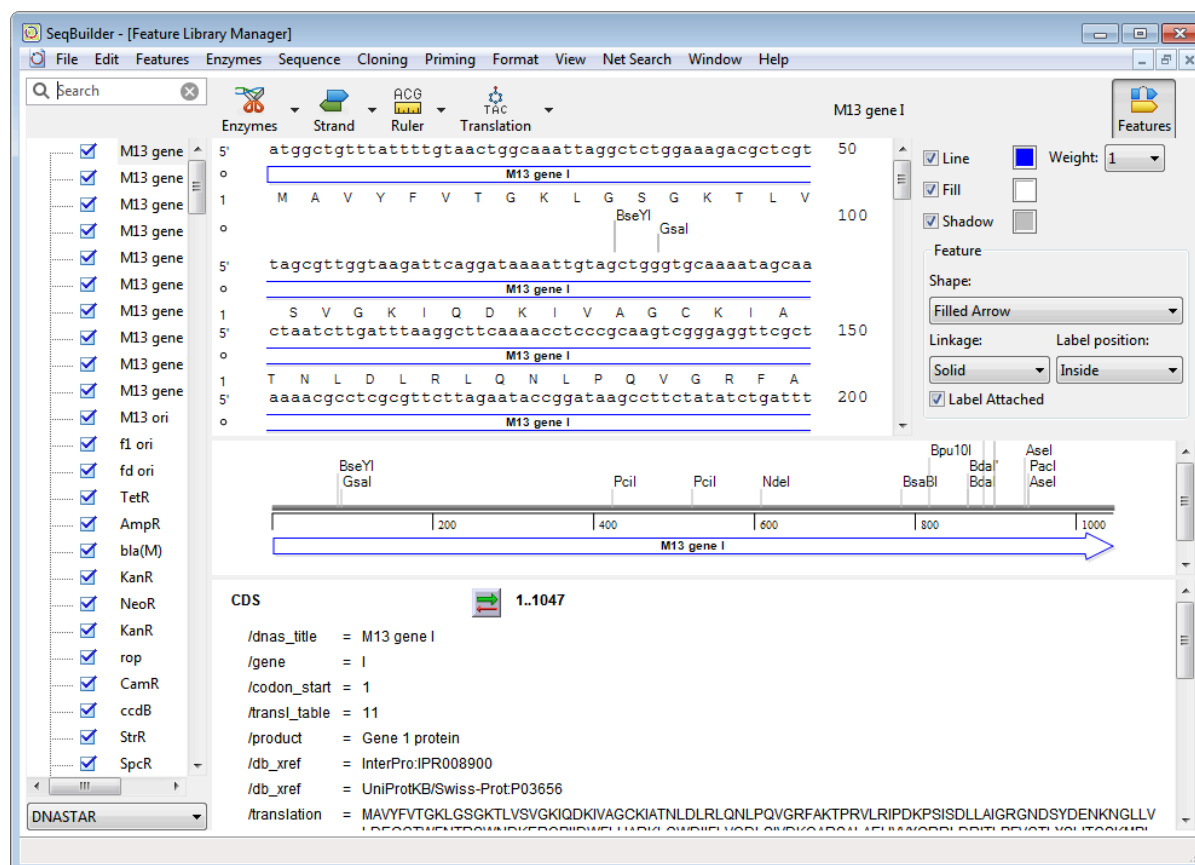 SeqBuilder - [Feature Library Manager]
File Edit Features Enzymes Sequence Cloning Priming Format View Net Search Window Help
Search
Enzymes
Strand
ACG
Ruler
TAC
Translation
M13 gene I
Features
M13 gene
M13 gene
M13 gene
M13 gene
M13 gene
M13 gene
M13 gene
M13 gene
M13 gene
M13 gene
M13 ori
f1 ori
fd ori
TetR
AmpR
bla(M)
KanR
NeoR
KanR
rop
CamR
ccdB
StrR
SpcR
DNASTAR
5' atggctgtttattttgtaactggcaaattaggctctggaaagacgctcgt 50
M13 gene I
1 M A V Y F V T G K L G S G K T L V
BseYI 100
GsaI
5' tagcgttggtaagattcaggataaaattgtagctgggtgcaaaatagcaa
M13 gene I
1 S V G K I Q D K I V A G C K I A
5' ctaatcttgatttaaggcttcaaaacctcccgcaagtcgggaggttcgct 150
M13 gene I
1 T N L D L R L Q N L P Q V G R F A
5' aaaacgcctcgcgttcttagaataccggataagccttctatatctgattt 200
M13 gene I
Line Weight: 1
Fill
Shadow
Feature
Shape:
Filled Arrow
Linkage: Label position:
Solid Inside
Label Attached
Bpu10I AseI
BseYI BdaI' PacI
GsaI PciI PciI NdeI BsaBI BdaI AseI
200 400 600 800 1000
M13 gene I
CDS 1..1047
/dnas_title = M13 gene I
/gene = I
/codon_start = 1
/transl_table = 11
/product = Gene 1 protein
/db_xref = InterPro:IPR008900
/db_xref = UniProtKB/Swiss-Prot:P03656
/translation = MAVYFVTGKLGSGKTLVSVGKIQDKIVAGCKIATNLDLRLQNLPQVGRFAKTPRVLRIPDKPSISDLLAIGRGNDSYDENKNGLLV